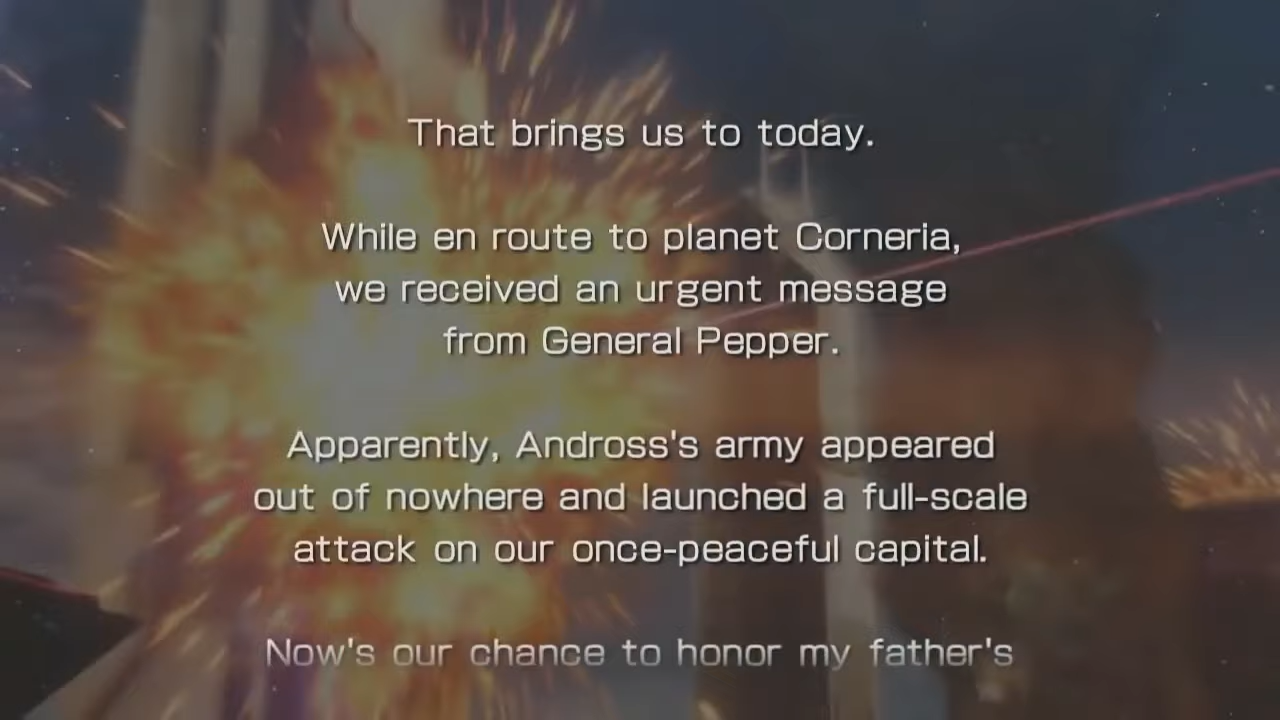 That brings us to today.
While en route to planet Corneria,
we received an urgent message
from General Pepper.
Apparently, Andross's army appeared
out of nowhere and launched a full-scale
attack on our once-peaceful capital.
Now's our chance to honor my father's